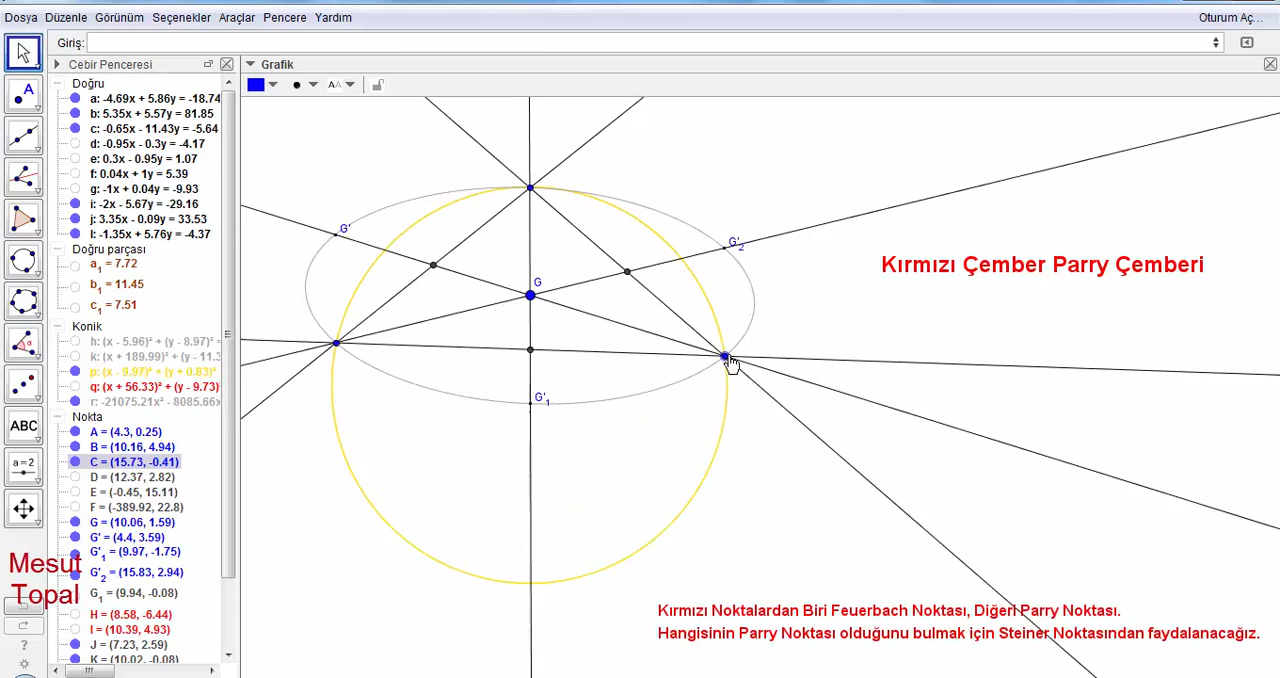 Dosya Düzenle Görünüm Seçenekler Araçlar Pencere Yardım Oturum Aç...
Giriş:
Cebir Penceresi
Grafik
Doğru
a: -4.69x + 5.86y = -18.74
b: 5.35x + 5.57y = 81.85
c: -0.65x - 11.43y = -5.64
d: -0.95x - 0.3y = -4.17
e: 0.3x - 0.95y = 1.07
f: 0.04x + 1y = 5.39
g: -1x + 0.04y = -9.93
i: -2x - 5.67y = -29.16
j: 3.35x - 0.09y = 33.53
l: -1.35x + 5.76y = -4.37
Doğru parçası
a1 = 7.72
b1 = 11.45
c1 = 7.51
Konik
h: (x - 5.96)² + (y - 8.97)² =
k: (x + 189.99)² + (y - 11.3
p: (x - 9.97)² + (y + 0.83)² =
q: (x + 56.33)² + (y - 9.73)²
r: -21075.21x² - 8085.66x
Nokta
A = (4.3, 0.25)
B = (10.16, 4.94)
C = (15.73, -0.41)
D = (12.37, 2.82)
E = (-0.45, 15.11)
F = (-389.92, 22.8)
G = (10.06, 1.59)
G' = (4.4, 3.59)
G'1 = (9.97, -1.75)
G'2 = (15.83, 2.94)
G1 = (9.94, -0.08)
H = (8.58, -6.44)
I = (10.39, 4.93)
J = (7.23, 2.59)
K = (10.02, -0.08)
ABC
a = 2
Mesut
Topal
G'
G'2
G
G'1
Kırmızı Çember Parry Çemberi
Kırmızı Noktalardan Biri Feuerbach Noktası, Diğeri Parry Noktası.
Hangisinin Parry Noktası olduğunu bulmak için Steiner Noktasından faydalanacağız.